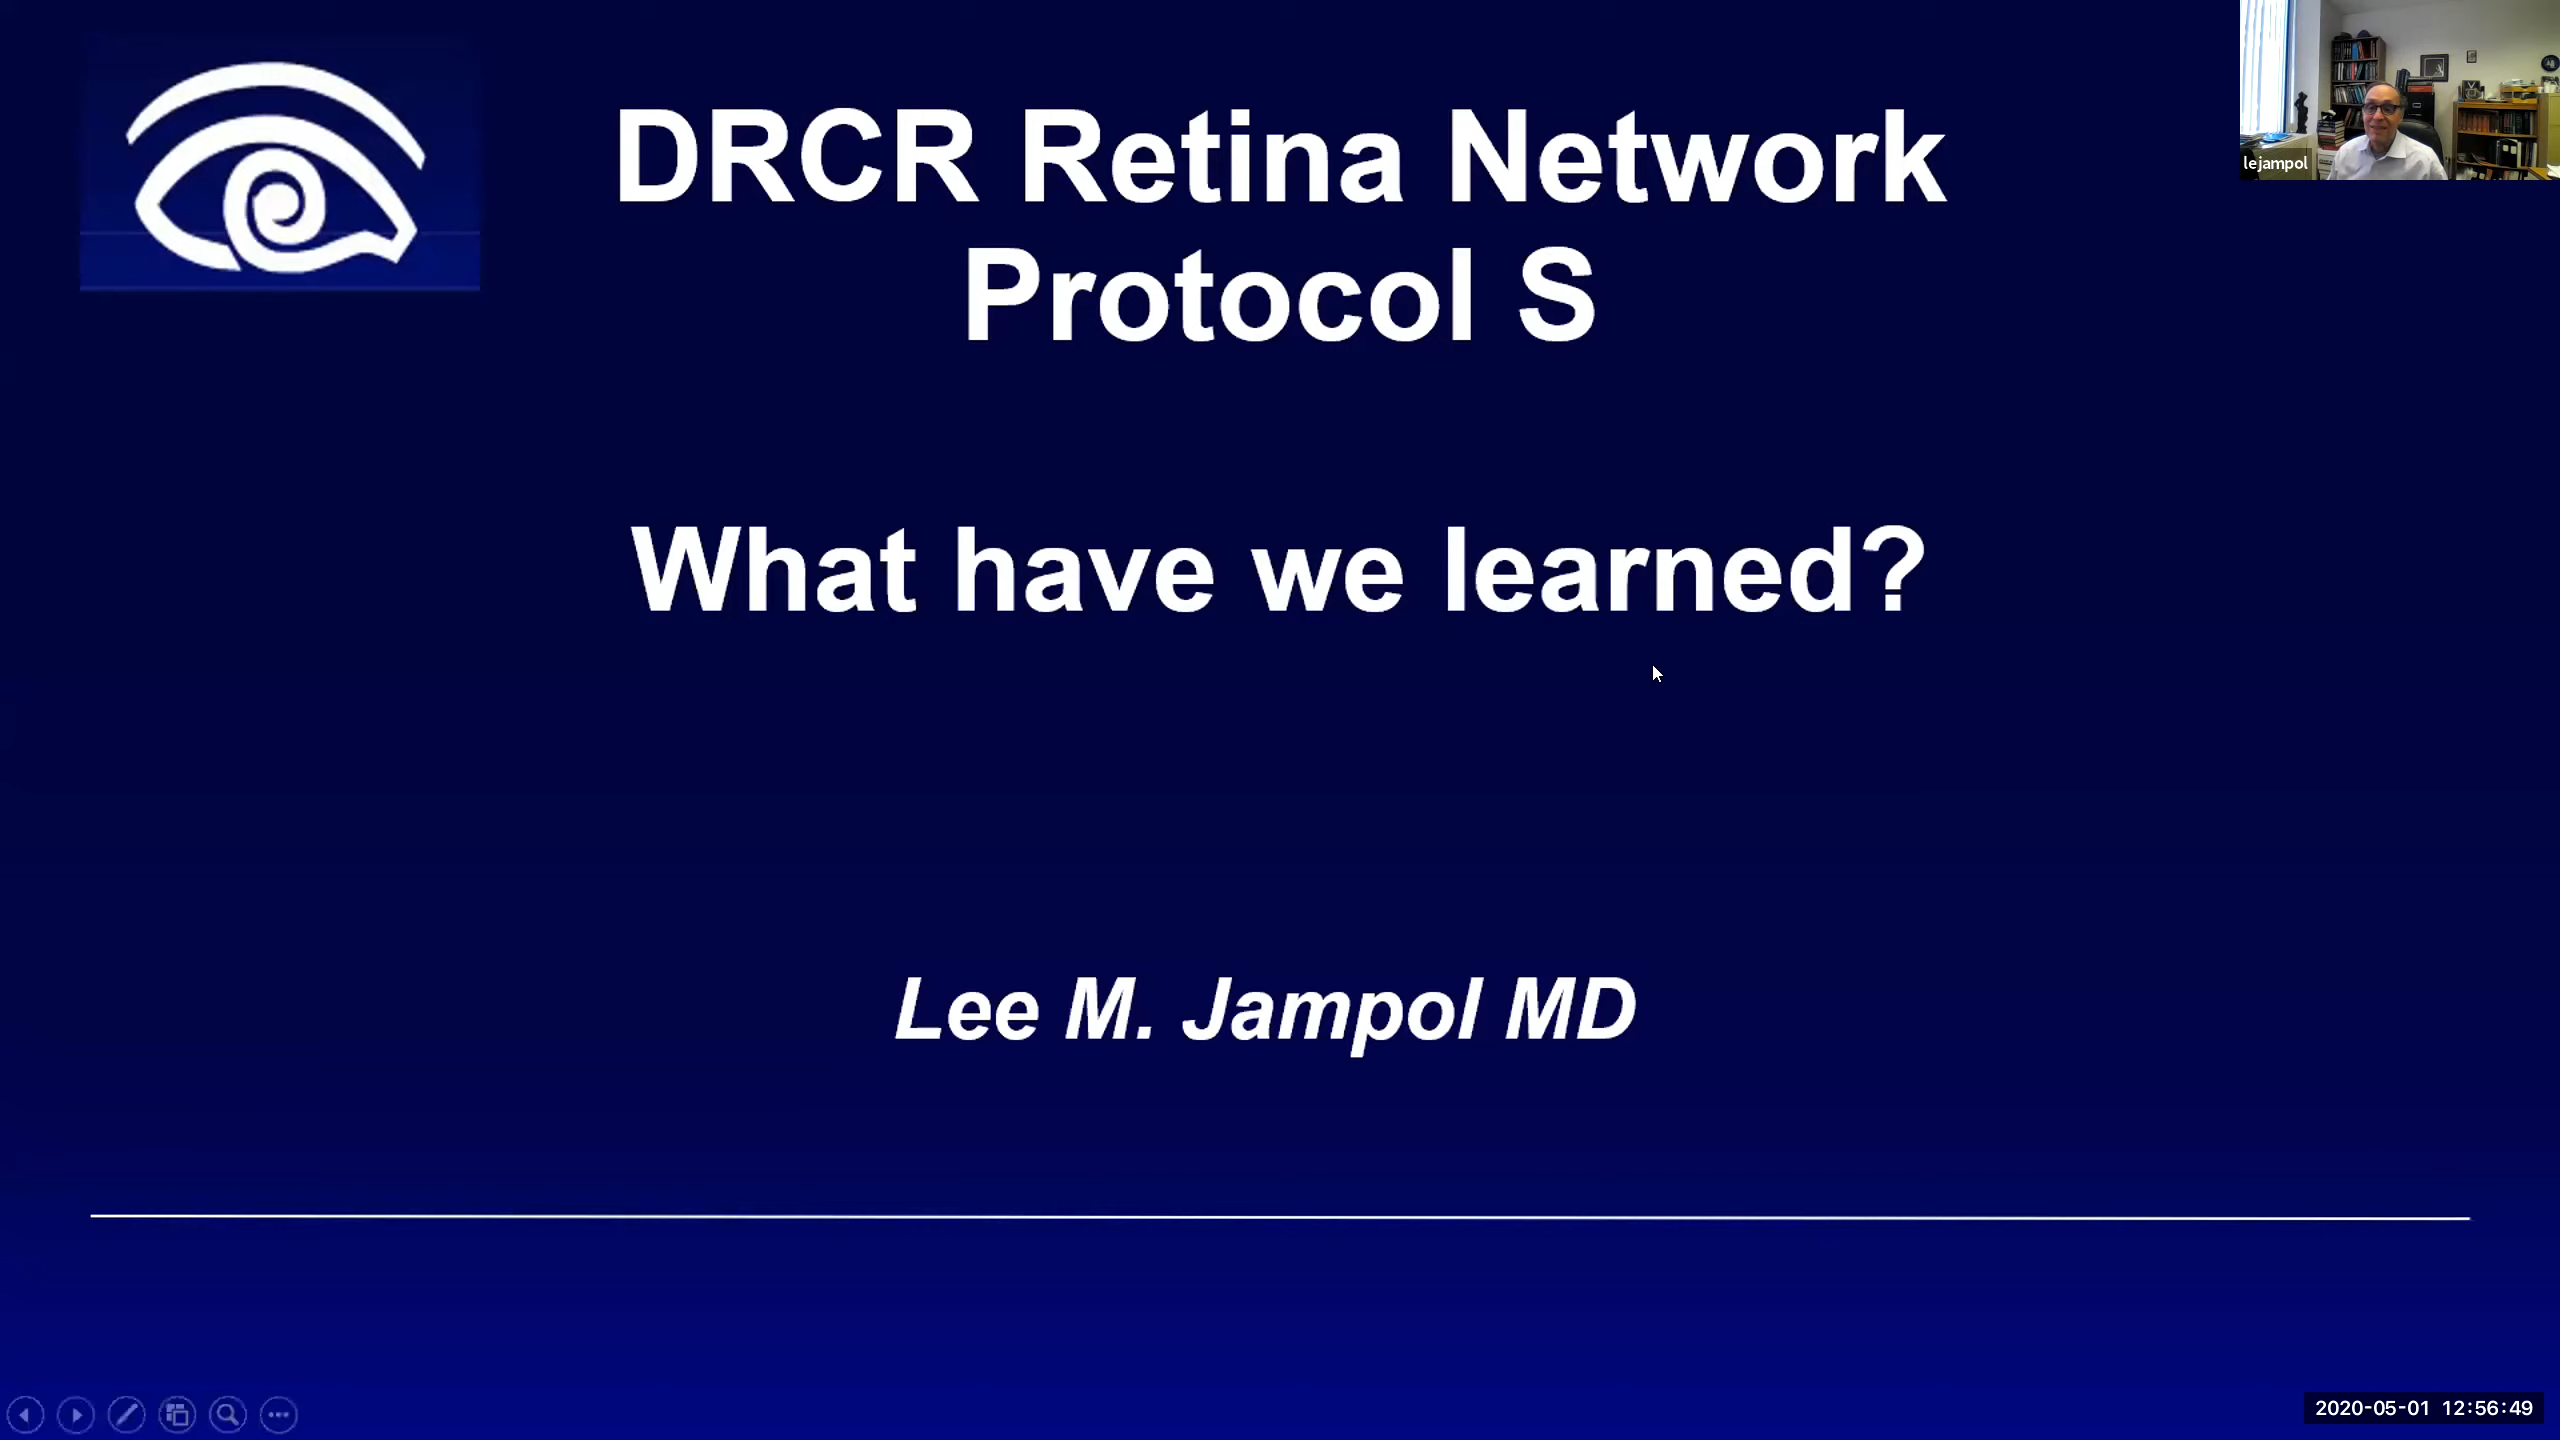 DRCR Retina Network
Protocol S
What have we learned?
Lee M. Jampol MD
lejampol
2020-05-01 12:56:49